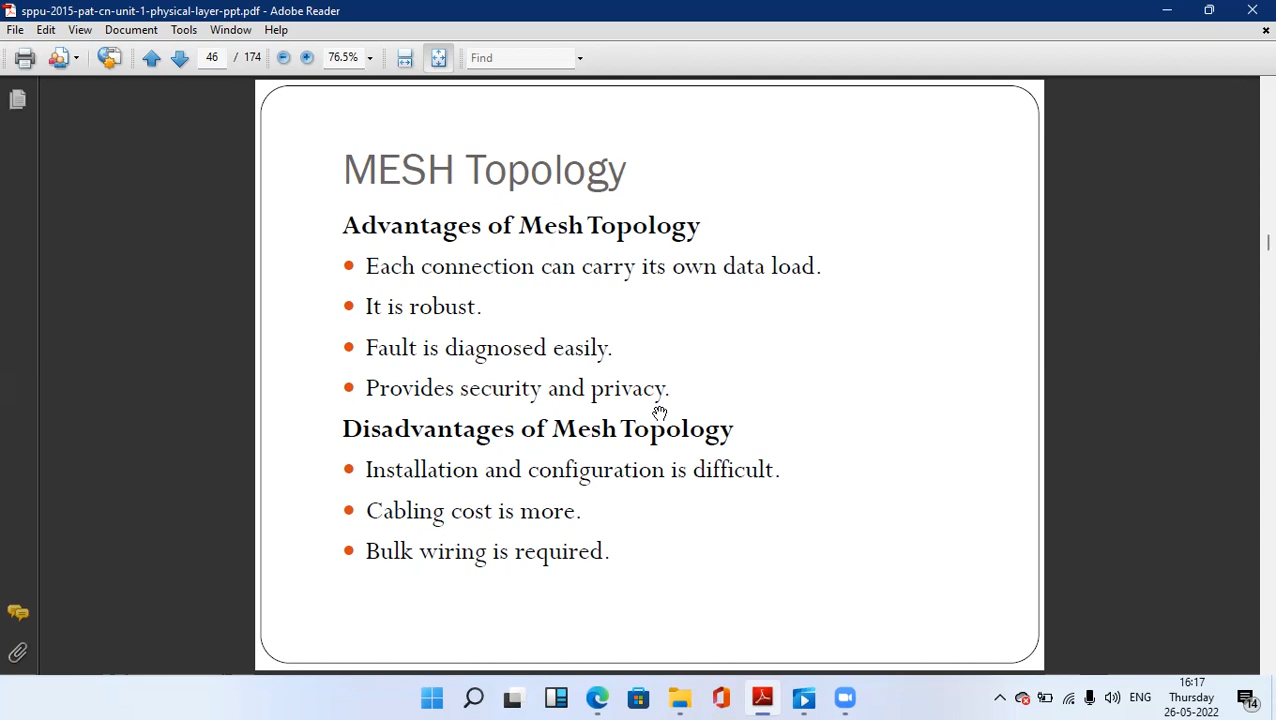 sppu-2015-pat-cn-unit-1-physical-layer-ppt.pdf - Adobe Reader
File Edit View Document Tools Window Help
46 / 174 76.5% Find
MESH Topology
Advantages of Mesh Topology
Each connection can carry its own data load.
It is robust.
Fault is diagnosed easily.
Provides security and privacy.
Disadvantages of Mesh Topology
Installation and configuration is difficult.
Cabling cost is more.
Bulk wiring is required.
16:17
ENG Thursday
26-05-2022 14